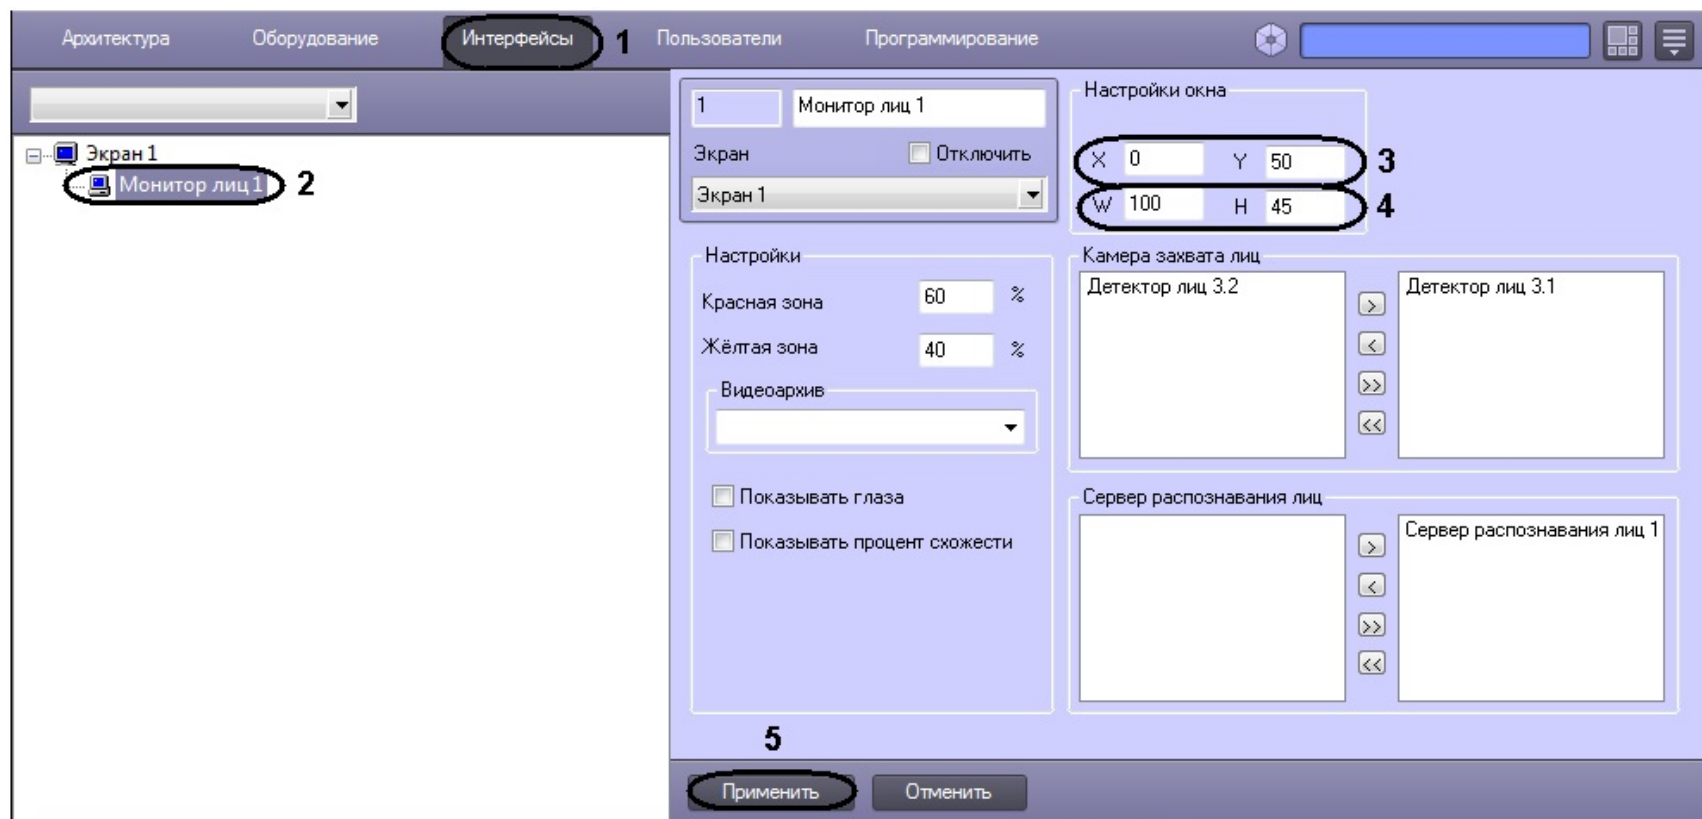 Архитектура Оборудование Интерфейсы 1 Пользователи Программирование
Экран 1
Монитор лиц 1 2
1 Монитор лиц 1
Экран Отключить
Экран 1
Настройки окна
X 0 Y 50 3
W 100 H 45 4
Настройки
Красная зона 60 %
Жёлтая зона 40 %
Видеоархив
Показывать глаза
Показывать процент схожести
Камера захвата лиц
Детектор лиц 3.2 > Детектор лиц 3.1
<
>>
<<
Сервер распознавания лиц
> Сервер распознавания лиц 1
<
>>
<<
5
Применить Отменить